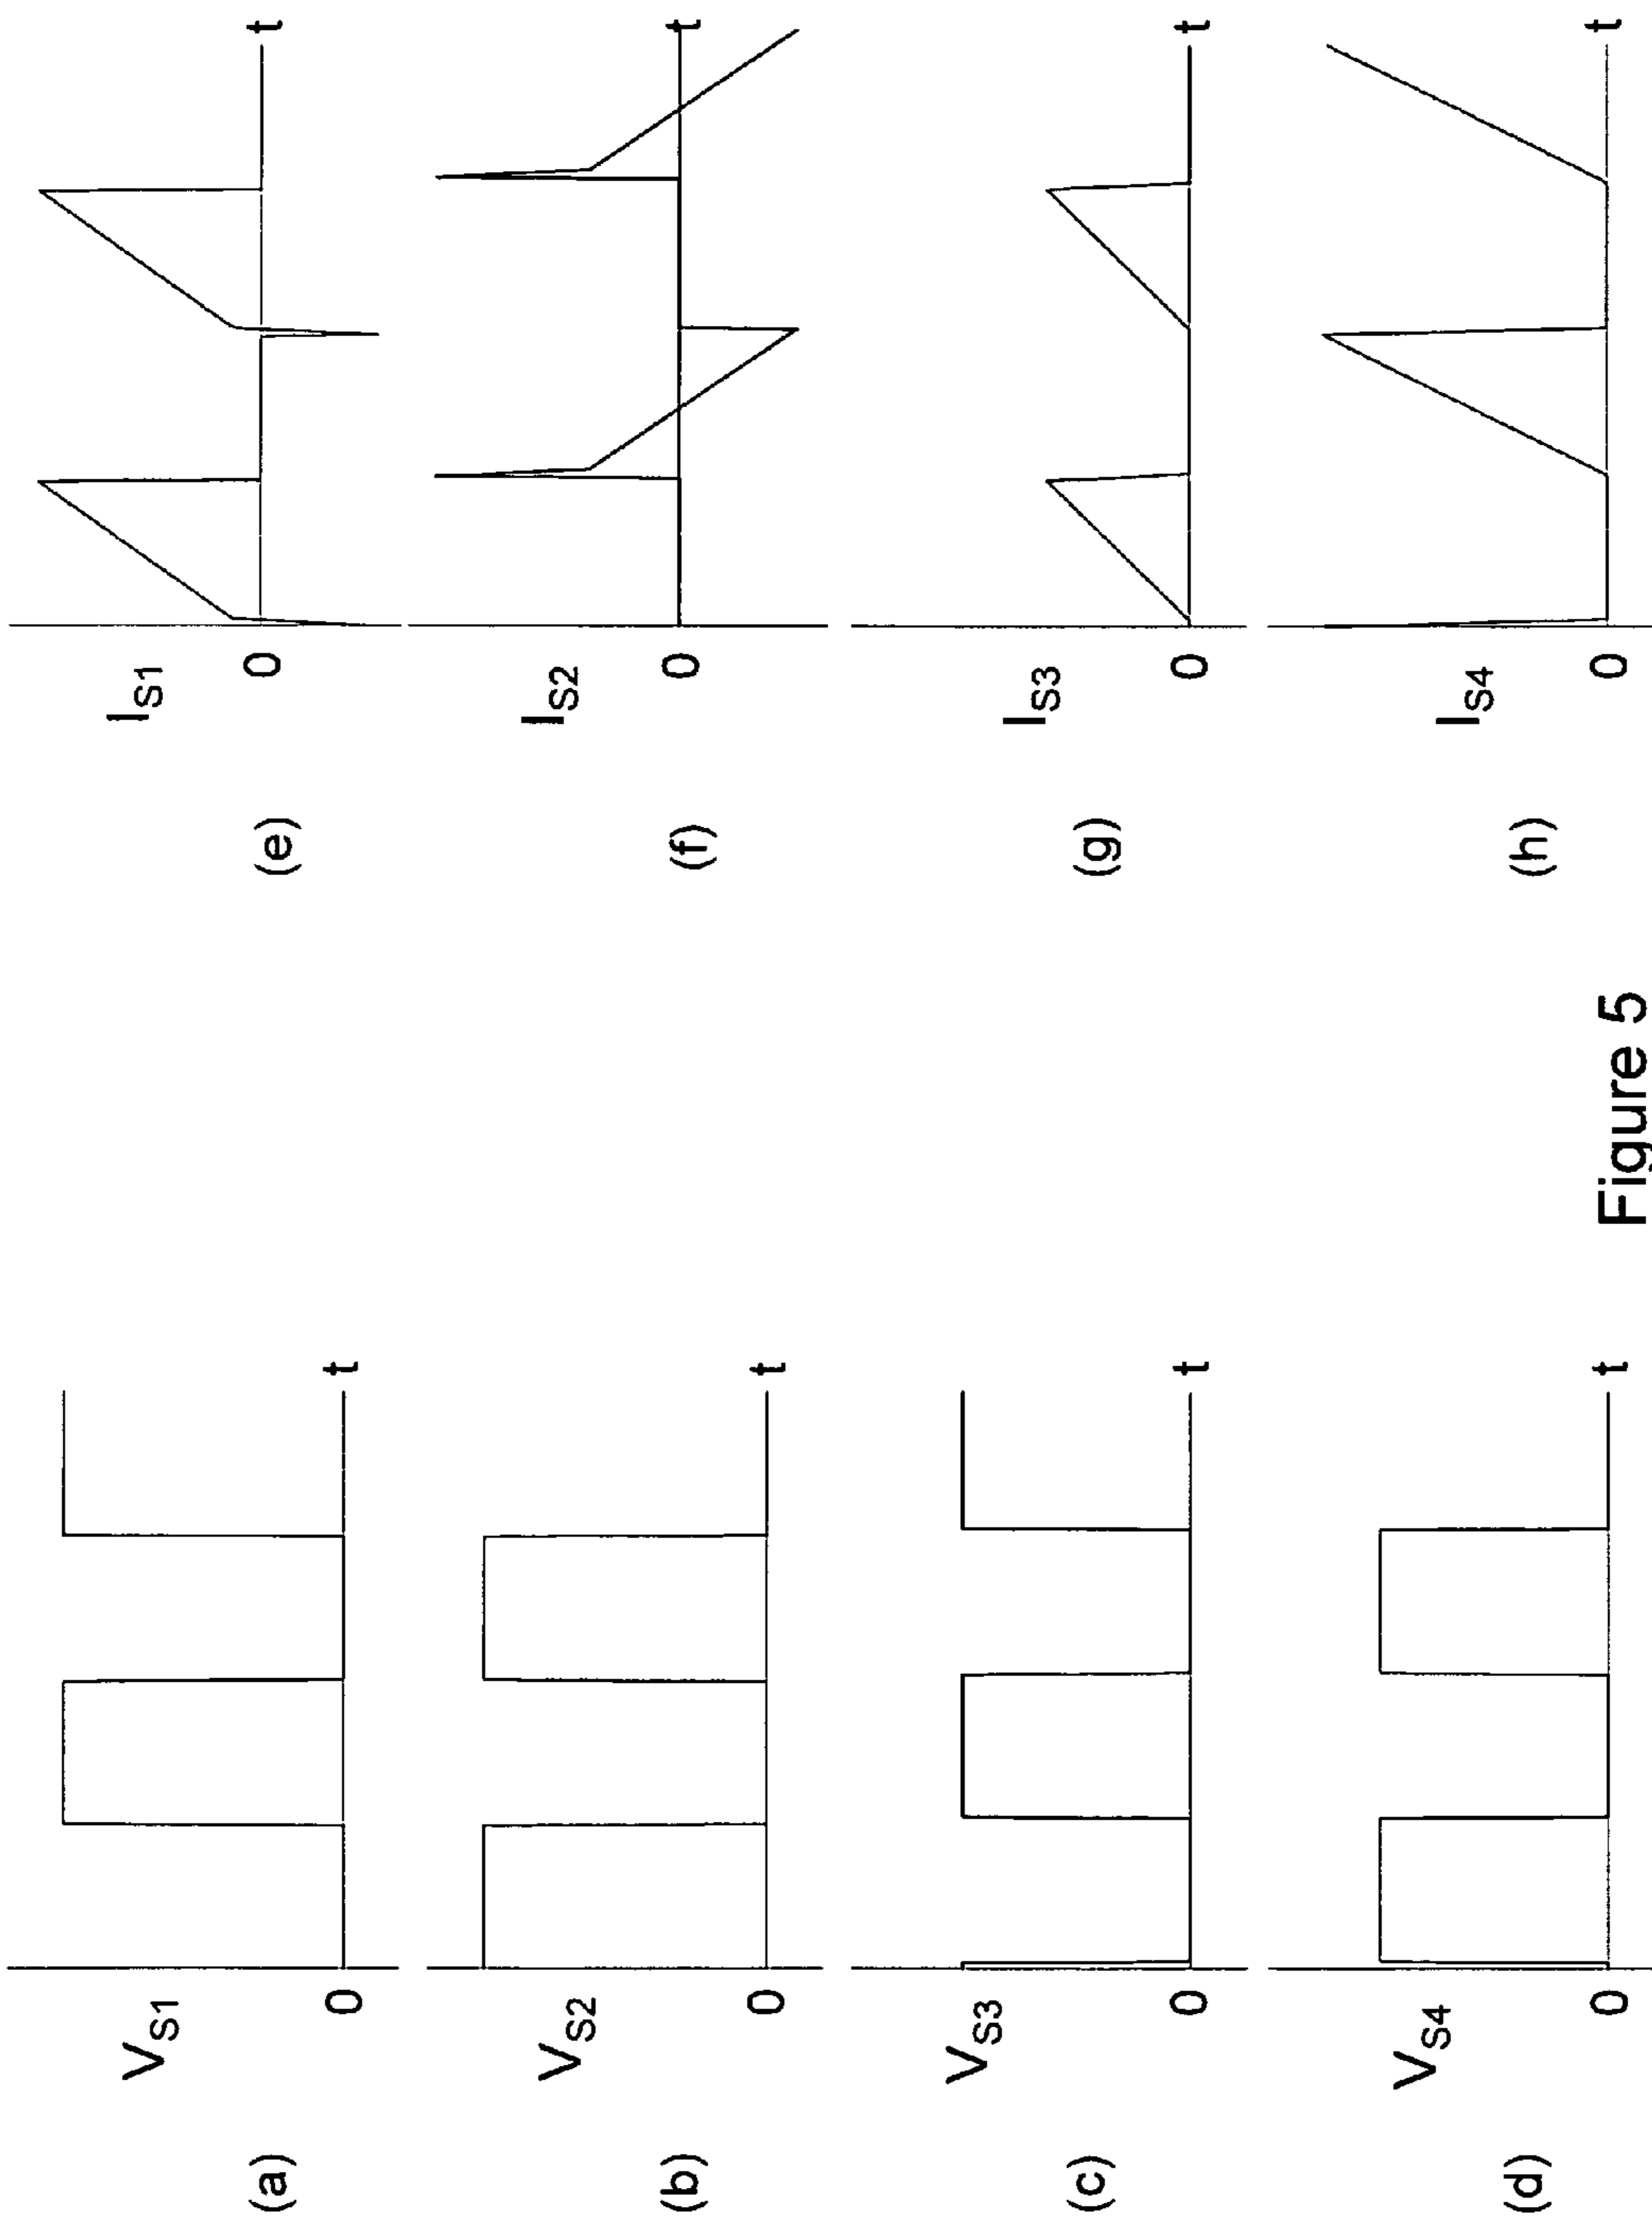 (a)
V_S1
0
t
(b)
V_S2
0
t
(c)
V_S3
0
t
(d)
V_S4
0
t
(e)
I_S1
0
t
(f)
I_S2
0
t
(g)
I_S3
0
t
(h)
I_S4
0
t
Figure 5